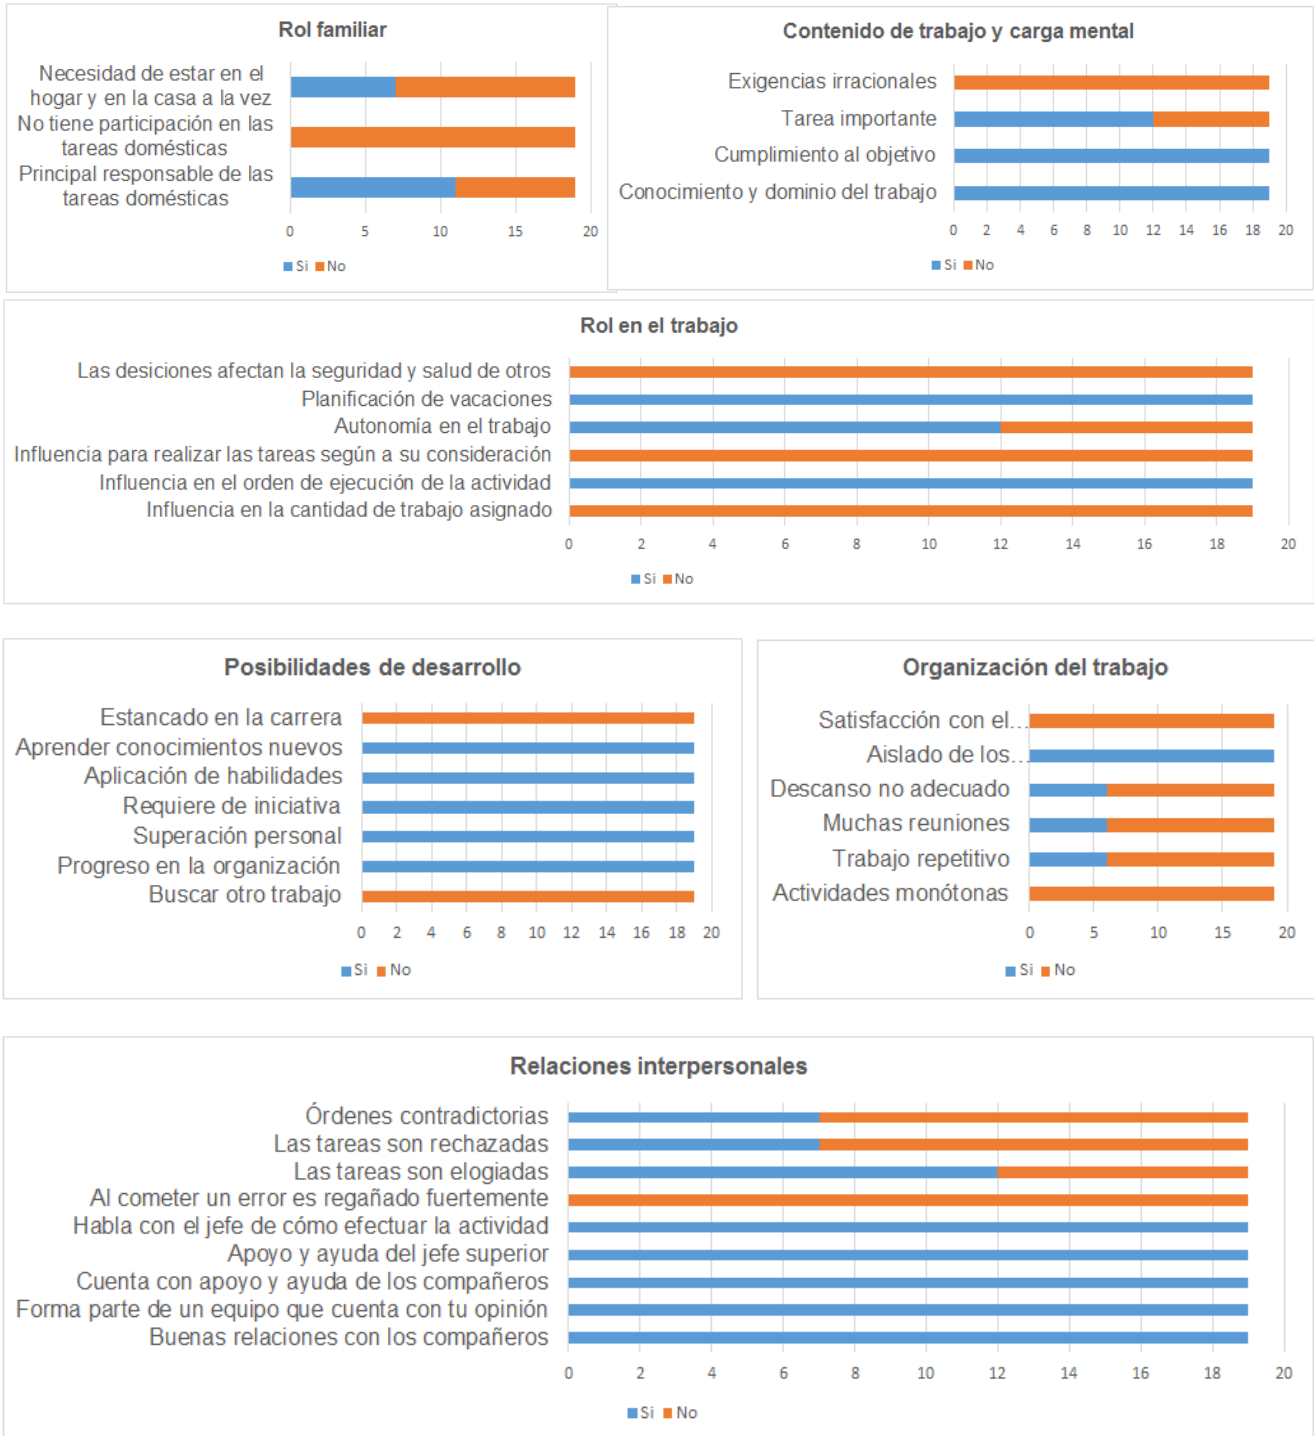 Rol familiar
Necesidad de estar en el
hogar y en la casa a la vez
No tiene participación en las
tareas domésticas
Principal responsable de las
tareas domésticas
0 5 10 15 20
Si No
Contenido de trabajo y carga mental
Exigencias irracionales
Tarea importante
Cumplimiento al objetivo
Conocimiento y dominio del trabajo
0 2 4 6 8 10 12 14 16 18 20
Si No
Rol en el trabajo
Las desiciones afectan la seguridad y salud de otros
Planificación de vacaciones
Autonomía en el trabajo
Influencia para realizar las tareas según a su consideración
Influencia en el orden de ejecución de la actividad
Influencia en la cantidad de trabajo asignado
0 2 4 6 8 10 12 14 16 18 20
Si No
Posibilidades de desarrollo
Estancado en la carrera
Aprender conocimientos nuevos
Aplicación de habilidades
Requiere de iniciativa
Superación personal
Progreso en la organización
Buscar otro trabajo
0 2 4 6 8 10 12 14 16 18 20
Si No
Organización del trabajo
Satisfacción con el...
Aislado de los...
Descanso no adecuado
Muchas reuniones
Trabajo repetitivo
Actividades monótonas
0 5 10 15 20
Si No
Relaciones interpersonales
Órdenes contradictorias
Las tareas son rechazadas
Las tareas son elogiadas
Al cometer un error es regañado fuertemente
Habla con el jefe de cómo efectuar la actividad
Apoyo y ayuda del jefe superior
Cuenta con apoyo y ayuda de los compañeros
Forma parte de un equipo que cuenta con tu opinión
Buenas relaciones con los compañeros
0 2 4 6 8 10 12 14 16 18 20
Si No